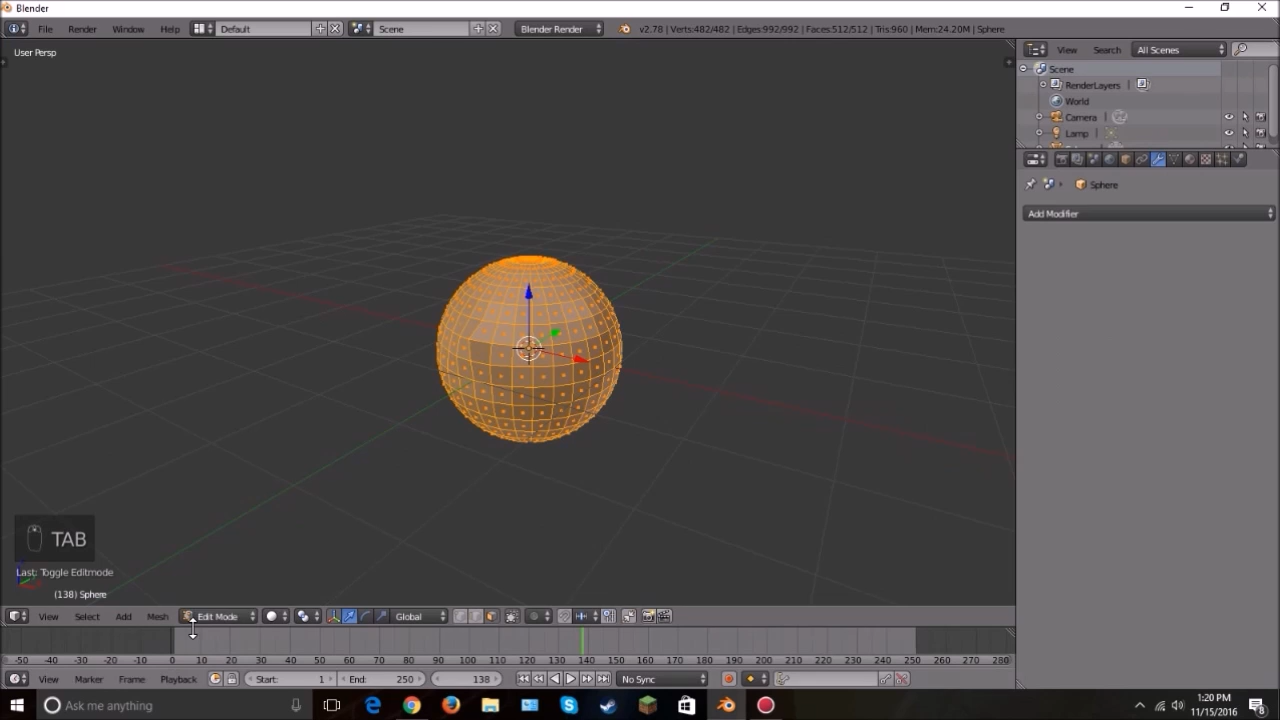 Blender
File Render Window Help Default Scene Blender Render v2.78 | Verts:482/482 | Edges:992/992 | Faces:512/512 | Tris:960 | Mem:24.20M | Sphere
User Persp
View Search All Scenes
Scene
RenderLayers
World
Camera
Lamp
Sphere
Add Modifier
TAB
Last: Toggle Editmode
(138) Sphere
View Select Add Mesh Edit Mode Global
-50 -40 -30 -20 -10 0 10 20 30 40 50 60 70 80 90 100 110 120 130 140 150 160 170 180 190 200 210 220 230 240 250 260 270 280
View Marker Frame Playback Start: 1 End: 250 138 No Sync
Ask me anything
1:20 PM
11/15/2016
8